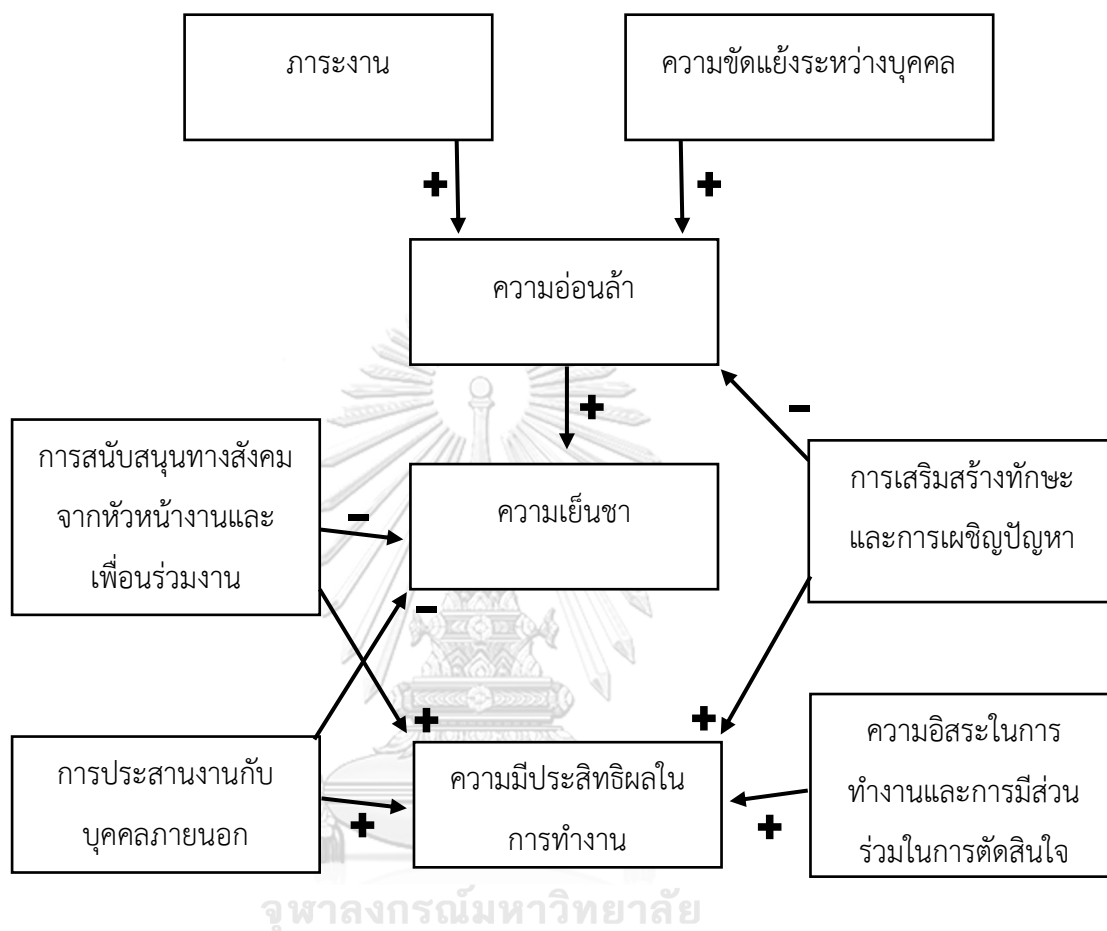 ภาระงาน
ความขัดแย้งระหว่างบุคคล
+
+
ความอ่อนล้า
+
-
การสนับสนุนทางสังคม
จากหัวหน้างานและ
เพื่อนร่วมงาน
-
ความเย็นชา
-
การเสริมสร้างทักษะ
และการเผชิญปัญหา
การประสานงานกับ
บุคคลภายนอก
+
+
ความมีประสิทธิผลใน
การทำงาน
+
+
ความอิสระในการ
ทำงานและการมีส่วน
ร่วมในการตัดสินใจ
จุฬาลงกรณ์มหาวิทยาลัย